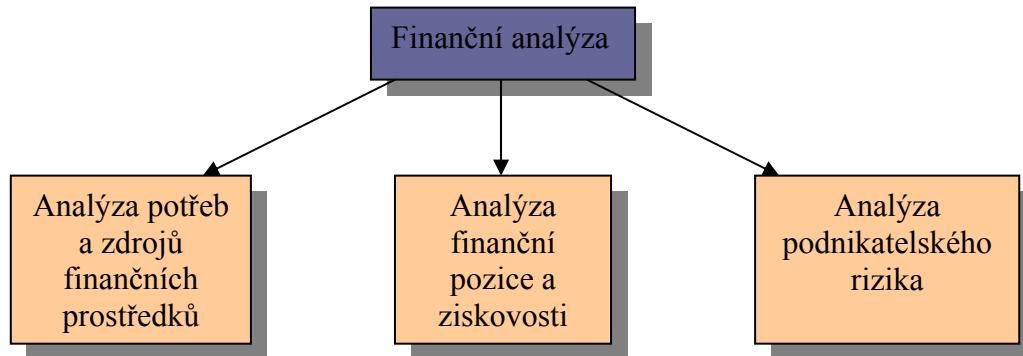 Finanční analýza
Analýza potřeb
a zdrojů
finančních
prostředků
Analýza
finanční
pozice a
ziskovosti
Analýza
podnikatelského
rizika